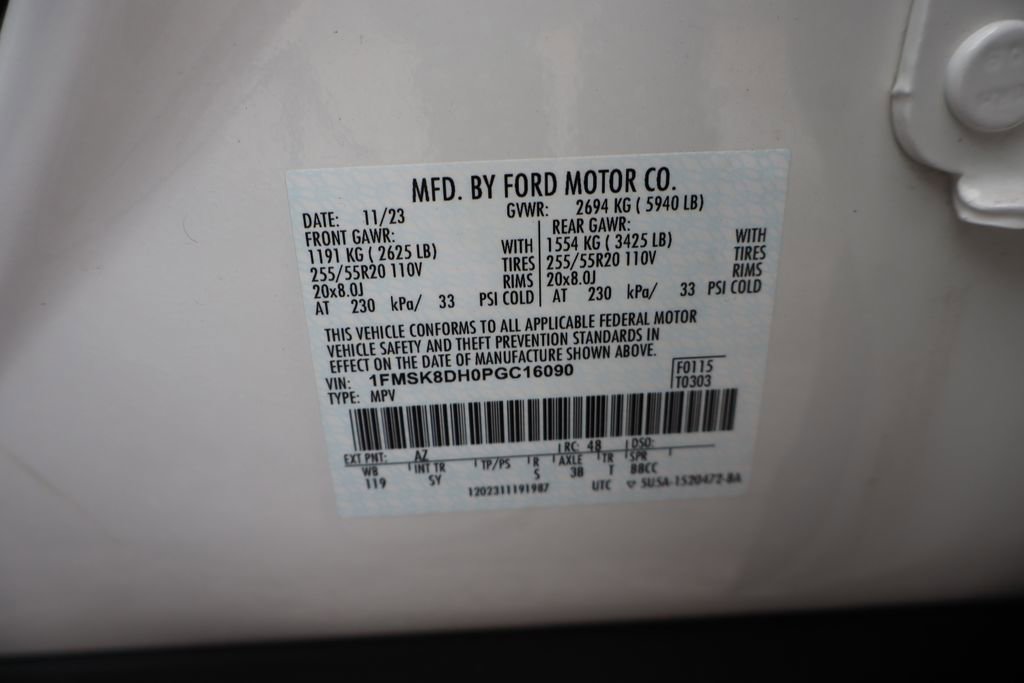 MFD. BY FORD MOTOR CO.
DATE: 11/23 GVWR: 2694 KG ( 5940 LB)
FRONT GAWR: REAR GAWR:
1191 KG ( 2625 LB) WITH 1554 KG ( 3425 LB) WITH
255/55R20 110V TIRES 255/55R20 110V TIRES
20x8.0J RIMS 20x8.0J RIMS
AT 230 kPa/ 33 PSI COLD AT 230 kPa/ 33 PSI COLD
THIS VEHICLE CONFORMS TO ALL APPLICABLE FEDERAL MOTOR
VEHICLE SAFETY AND THEFT PREVENTION STANDARDS IN
EFFECT ON THE DATE OF MANUFACTURE SHOWN ABOVE.
VIN: 1FMSK8DH0PGC16090 F0115
TYPE: MPV T0303
EXT PNT: AZ RC: 48 DSO:
WB INT TR TP/PS R AXLE TR SPR
119 SY S 38 T BBCC
1202311191987 UTC 5U5A-1520472-BA